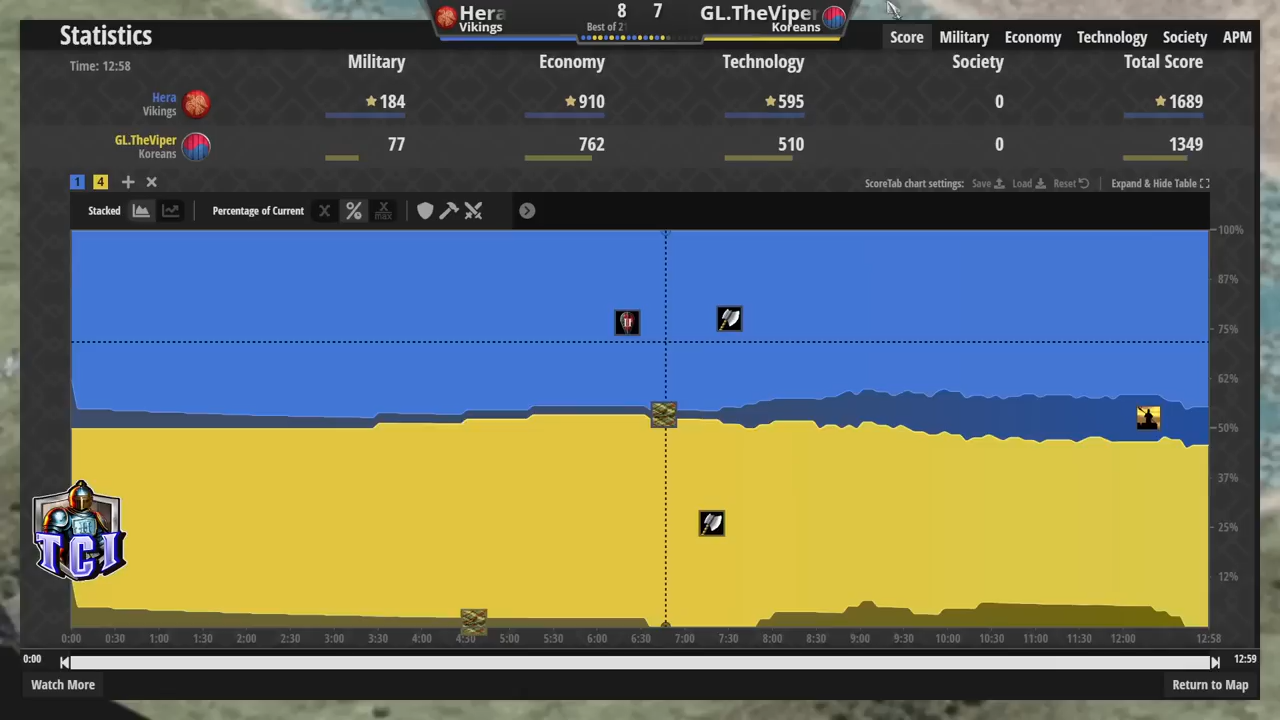 Hera 8 7 GL.TheViper
Vikings Best of 21 Koreans
Statistics
Score Military Economy Technology Society APM
Time: 12:58
Military Economy Technology Society Total Score
Hera
Vikings
184 910 595 0 1689
GL.TheViper
Koreans
77 762 510 0 1349
1 4 + ×
ScoreTab chart settings: Save Load Reset Expand & Hide Table
Stacked Percentage of Current X % X max
100%
87%
75%
62%
50%
37%
25%
12%
TCI
0:00 0:30 1:00 1:30 2:00 2:30 3:00 3:30 4:00 4:30 5:00 5:30 6:00 6:30 7:00 7:30 8:00 8:30 9:00 9:30 10:00 10:30 11:00 11:30 12:00 12:58
0:00 12:59
Watch More Return to Map